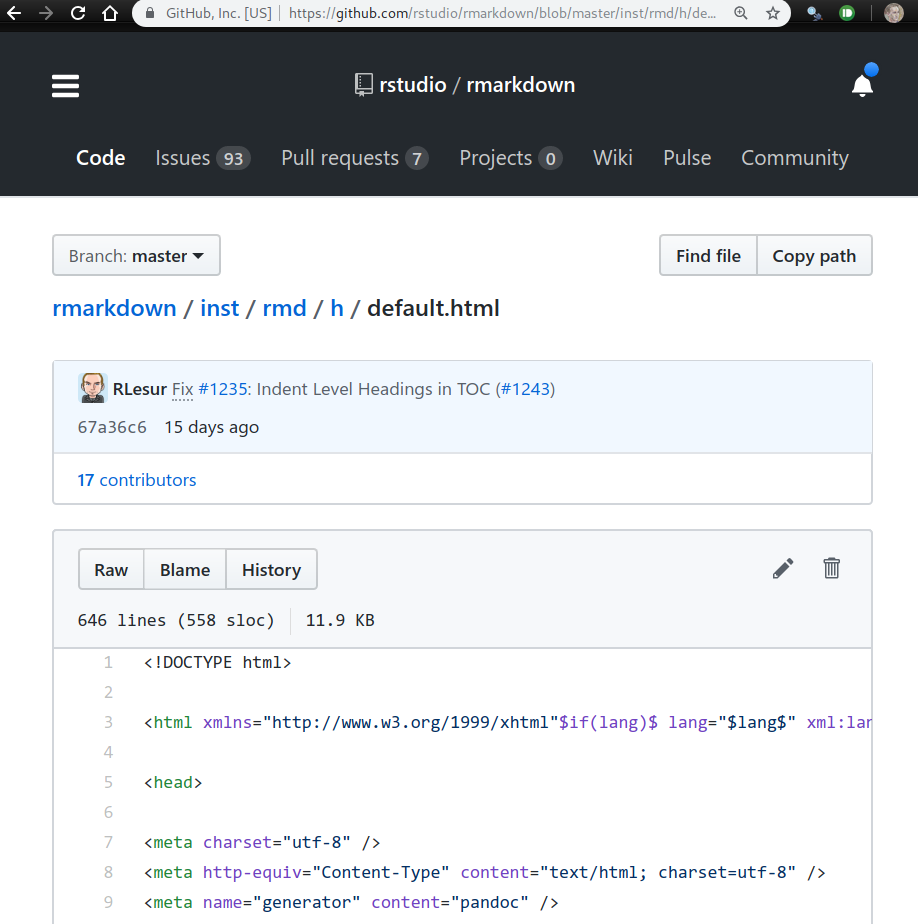 GitHub, Inc. [US] https://github.com/rstudio/rmarkdown/blob/master/inst/rmd/h/de...
rstudio / rmarkdown
Code Issues 93 Pull requests 7 Projects 0 Wiki Pulse Community
Branch: master Find file Copy path
rmarkdown / inst / rmd / h / default.html
RLesur Fix #1235: Indent Level Headings in TOC (#1243)
67a36c6 15 days ago
17 contributors
Raw Blame History
646 lines (558 sloc) 11.9 KB
1 <!DOCTYPE html>
2
3 <html xmlns="http://www.w3.org/1999/xhtml"$if(lang)$ lang="$lang$" xml:lan
4
5 <head>
6
7 <meta charset="utf-8" />
8 <meta http-equiv="Content-Type" content="text/html; charset=utf-8" />
9 <meta name="generator" content="pandoc" />